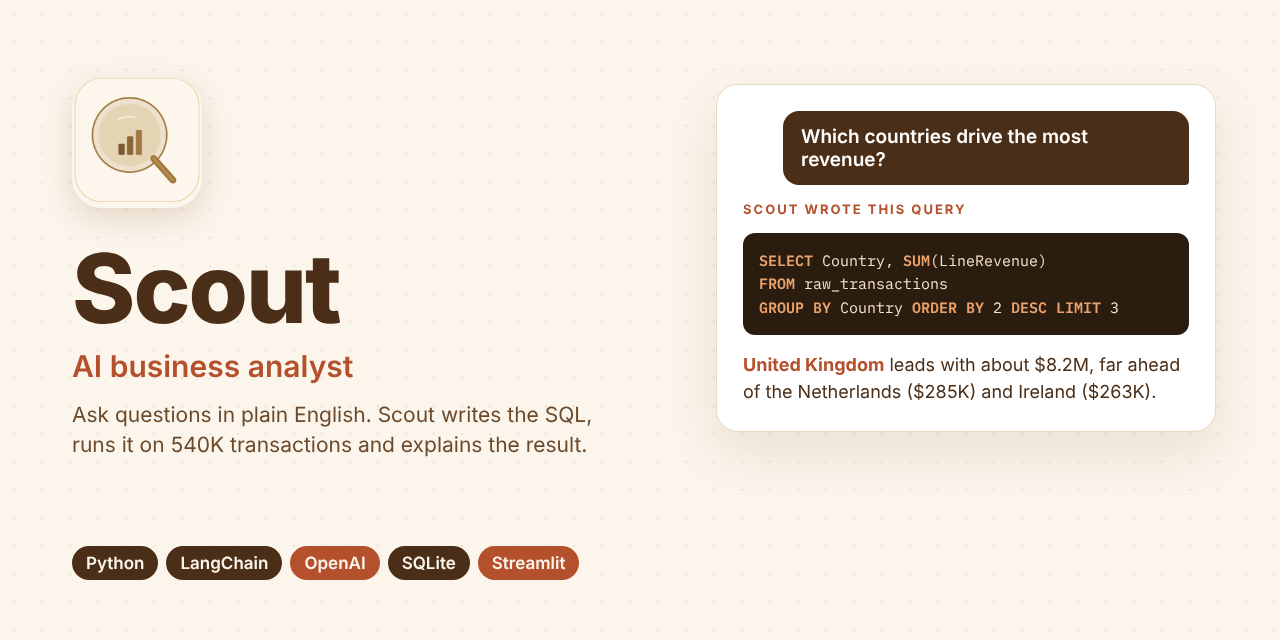 Scout
AI business analyst
Ask questions in plain English. Scout writes the SQL,
runs it on 540K transactions and explains the result.
Python
LangChain
OpenAI
SQLite
Streamlit
Which countries drive the most
revenue?
SCOUT WROTE THIS QUERY
SELECT Country, SUM(LineRevenue)
FROM raw_transactions
GROUP BY Country ORDER BY 2 DESC LIMIT 3
United Kingdom leads with about $8.2M, far ahead
of the Netherlands ($285K) and Ireland ($263K).